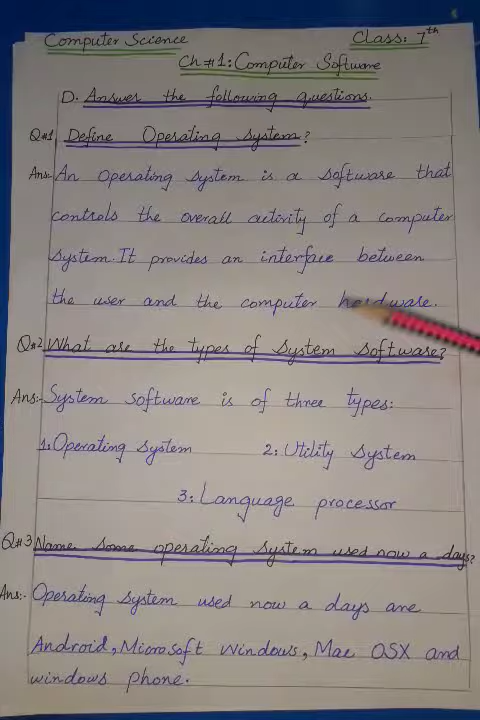 Computer Science Class: 7th
Ch#1: Computer Software
D. Answer the following questions.
Q#1 Define Operating system?
Ans:- An operating system is a software that
controls the overall activity of a computer
system. It provides an interface between
the user and the computer hardware.
Q#2 What are the types of System software?
Ans:- System software is of three types:
1. Operating system 2. Utility system
3. Language processor
Q#3 Name some operating system used now a days?
Ans:- Operating system used now a days are
Android, Microsoft windows, Mac OSX and
windows phone.